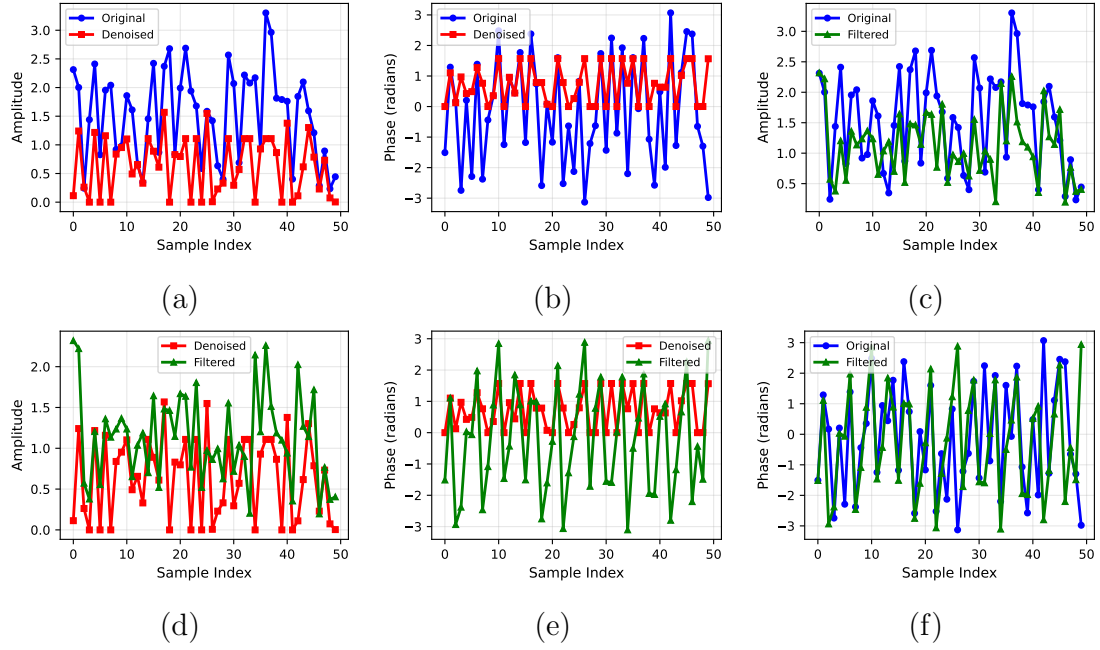 Original
Denoised
Amplitude
3.0
2.5
2.0
1.5
1.0
0.5
0.0
0 10 20 30 40 50
Sample Index
(a)
Original
Denoised
Phase (radians)
3
2
1
0
−1
−2
−3
0 10 20 30 40 50
Sample Index
(b)
Original
Filtered
Amplitude
3.0
2.5
2.0
1.5
1.0
0.5
0 10 20 30 40 50
Sample Index
(c)
Denoised
Filtered
Amplitude
2.0
1.5
1.0
0.5
0.0
0 10 20 30 40 50
Sample Index
(d)
Denoised
Filtered
Phase (radians)
3
2
1
0
−1
−2
−3
0 10 20 30 40 50
Sample Index
(e)
Original
Filtered
Phase (radians)
3
2
1
0
−1
−2
−3
0 10 20 30 40 50
Sample Index
(f)